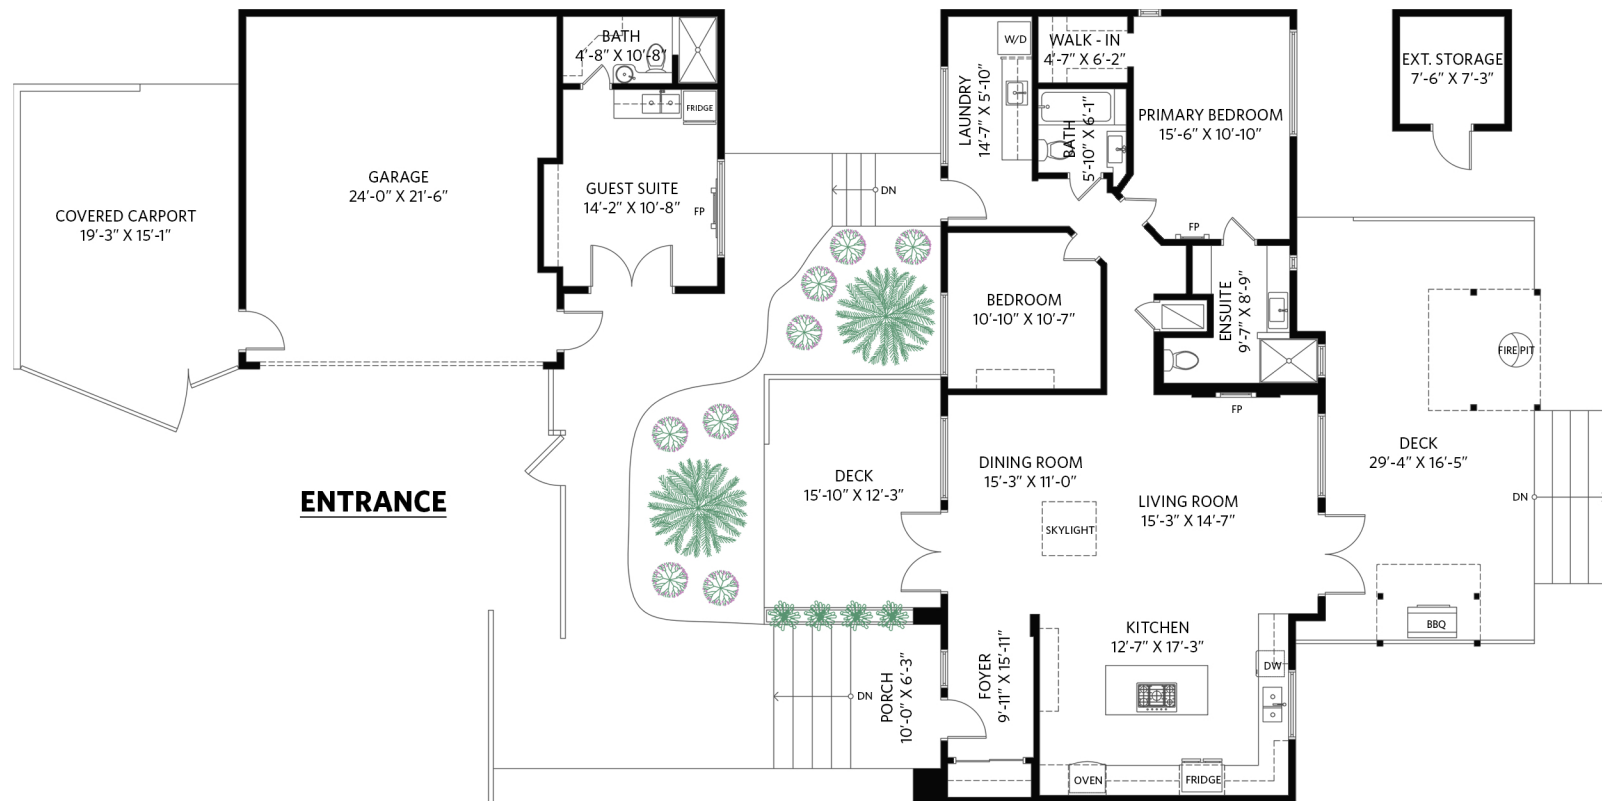 COVERED CARPORT
19'-3" X 15'-1"
GARAGE
24'-0" X 21'-6"
BATH
4'-8" X 10'-8"
FRIDGE
GUEST SUITE
14'-2" X 10'-8"
FP
ENTRANCE
DN
LAUNDRY
14'-7" X 5'-10"
W/D
WALK - IN
4'-7" X 6'-2"
BATH
5'-10" X 6'-1"
PRIMARY BEDROOM
15'-6" X 10'-10"
FP
EXT. STORAGE
7'-6" X 7'-3"
BEDROOM
10'-10" X 10'-7"
ENSUITE
9'-7" X 8'-9"
FP
FIRE PIT
DECK
29'-4" X 16'-5"
DN
DECK
15'-10" X 12'-3"
DINING ROOM
15'-3" X 11'-0"
SKYLIGHT
LIVING ROOM
15'-3" X 14'-7"
BBQ
KITCHEN
12'-7" X 17'-3"
DW
DN
PORCH
10'-0" X 6'-3"
FOYER
9'-11" X 15'-11"
OVEN
FRIDGE